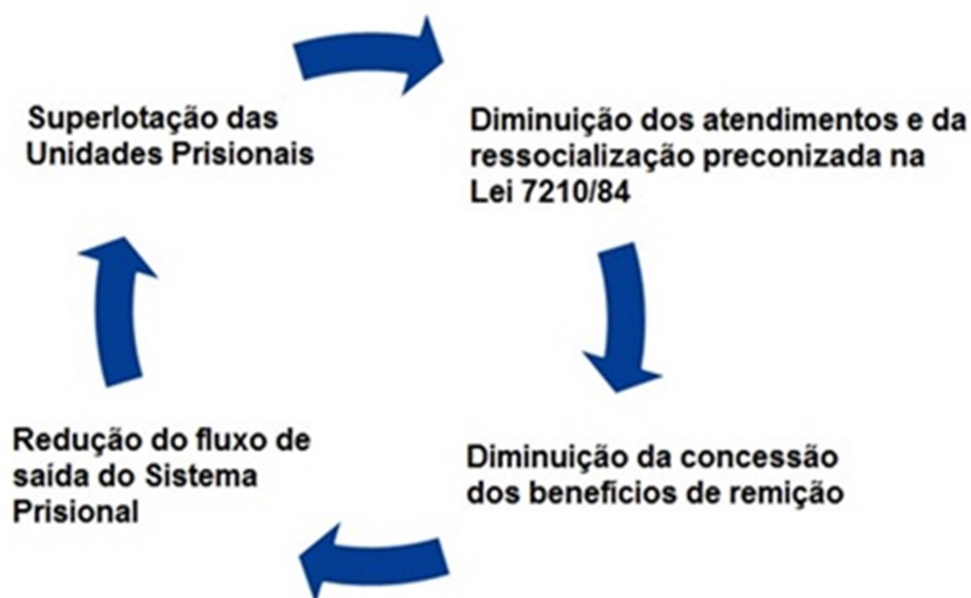 Superlotação das
Unidades Prisionais
Diminuição dos atendimentos e da
ressocialização preconizada na
Lei 7210/84
Diminuição da concessão
dos benefícios de remição
Redução do fluxo de
saída do Sistema
Prisional